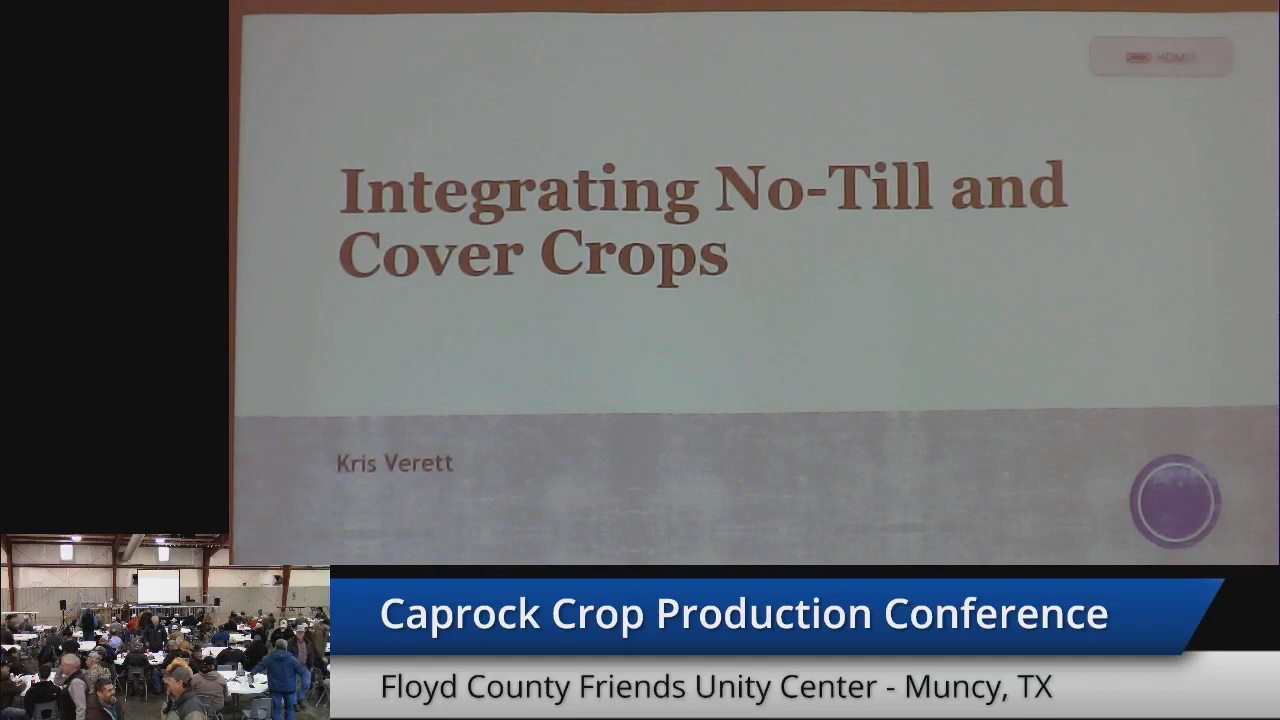 HDMI
Integrating No-Till and
Cover Crops
Kris Verett
Caprock Crop Production Conference
Floyd County Friends Unity Center - Muncy, TX